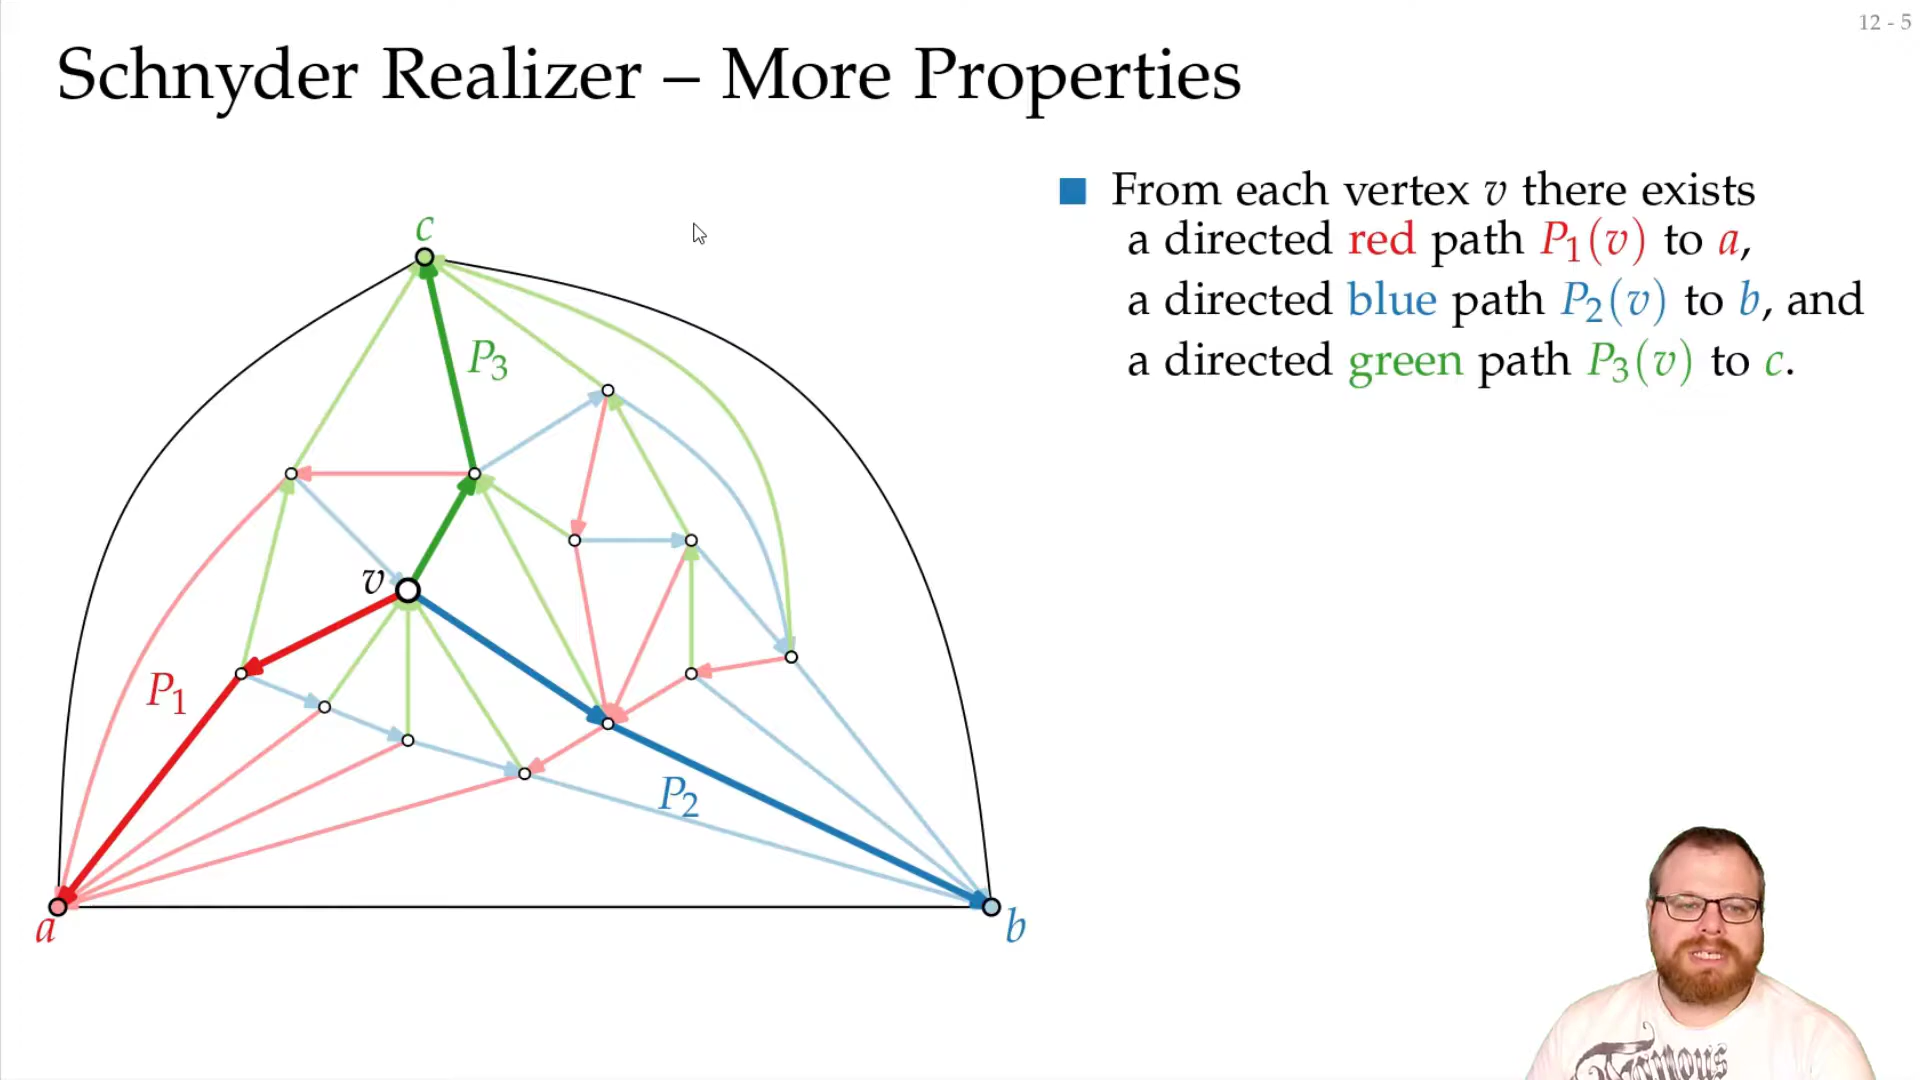 12 - 5
Schnyder Realizer – More Properties
From each vertex v there exists
a directed red path P₁(v) to a,
a directed blue path P₂(v) to b, and
a directed green path P₃(v) to c.
c
P₃
v
P₁
P₂
a
b
Famous